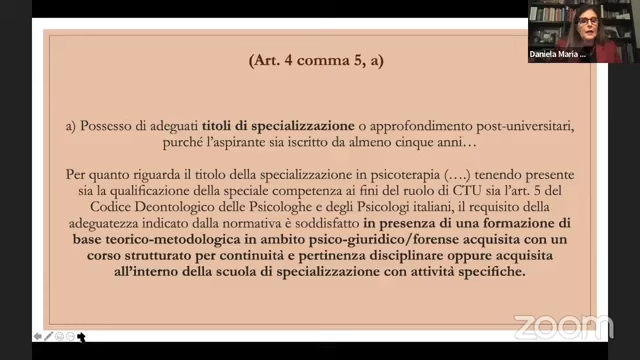 (Art. 4 comma 5, a)
Daniela Maria ...
a) Possesso di adeguati titoli di specializzazione o approfondimento post-universitari,
purché l'aspirante sia iscritto da almeno cinque anni…
Per quanto riguarda il titolo della specializzazione in psicoterapia (….) tenendo presente
sia la qualificazione della speciale competenza ai fini del ruolo di CTU sia l'art. 5 del
Codice Deontologico delle Psicologhe e degli Psicologi italiani, il requisito della
adeguatezza indicato dalla normativa è soddisfatto in presenza di una formazione di
base teorico-metodologica in ambito psico-giuridico/forense acquisita con un
corso strutturato per continuità e pertinenza disciplinare oppure acquisita
all'interno della scuola di specializzazione con attività specifiche.
zoom